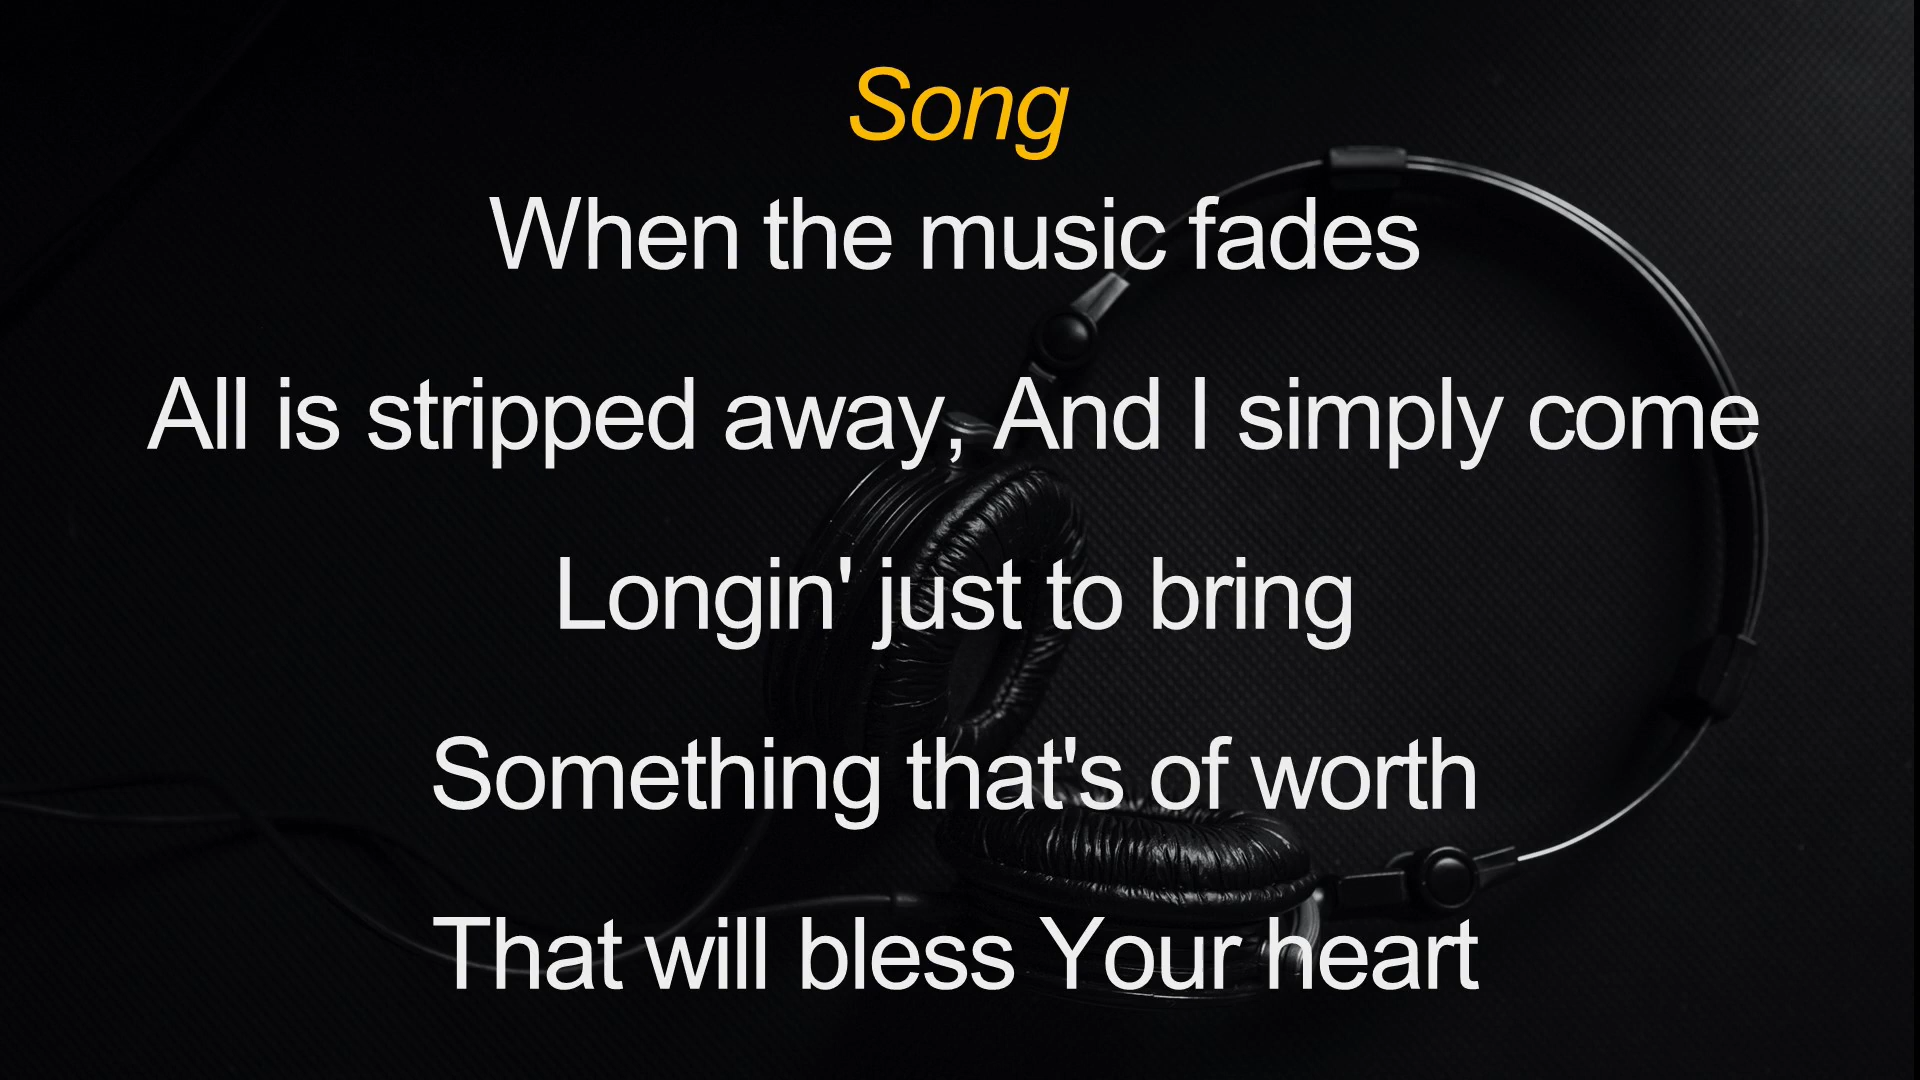 Song
When the music fades
All is stripped away, And I simply come
Longin' just to bring
Something that's of worth
That will bless Your heart